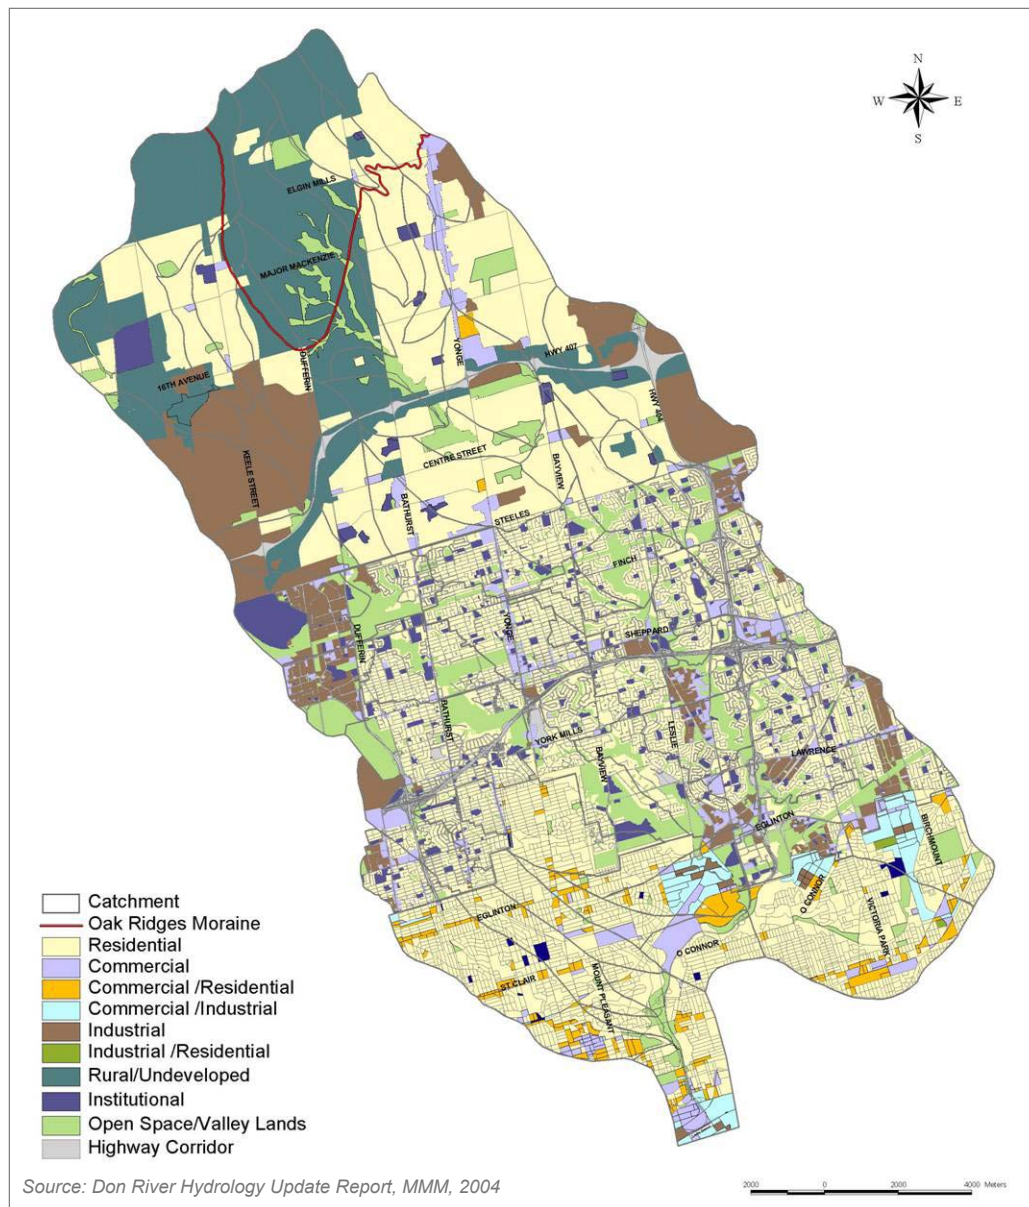 N
W E
S
ELGIN MILLS
MAJOR MACKENZIE
16TH AVENUE
DUFFERIN
YONGE
HWY 407
HWY 404
KEELE STREET
CENTRE STREET
BATHURST
BAYVIEW
STEELES
FINCH
DUFFERIN
YONGE
SHEPPARD
BATHURST
YORK MILLS
BAYVIEW
LESLIE
LAWRENCE
EGLINTON
BIRCHMOUNT
O CONNOR
VICTORIA PARK
EGLINTON
O CONNOR
ST CLAIR
MOUNT PLEASANT
Catchment
Oak Ridges Moraine
Residential
Commercial
Commercial /Residential
Commercial /Industrial
Industrial
Industrial /Residential
Rural/Undeveloped
Institutional
Open Space/Valley Lands
Highway Corridor
Source: Don River Hydrology Update Report, MMM, 2004
2000 0 2000 4000 Meters